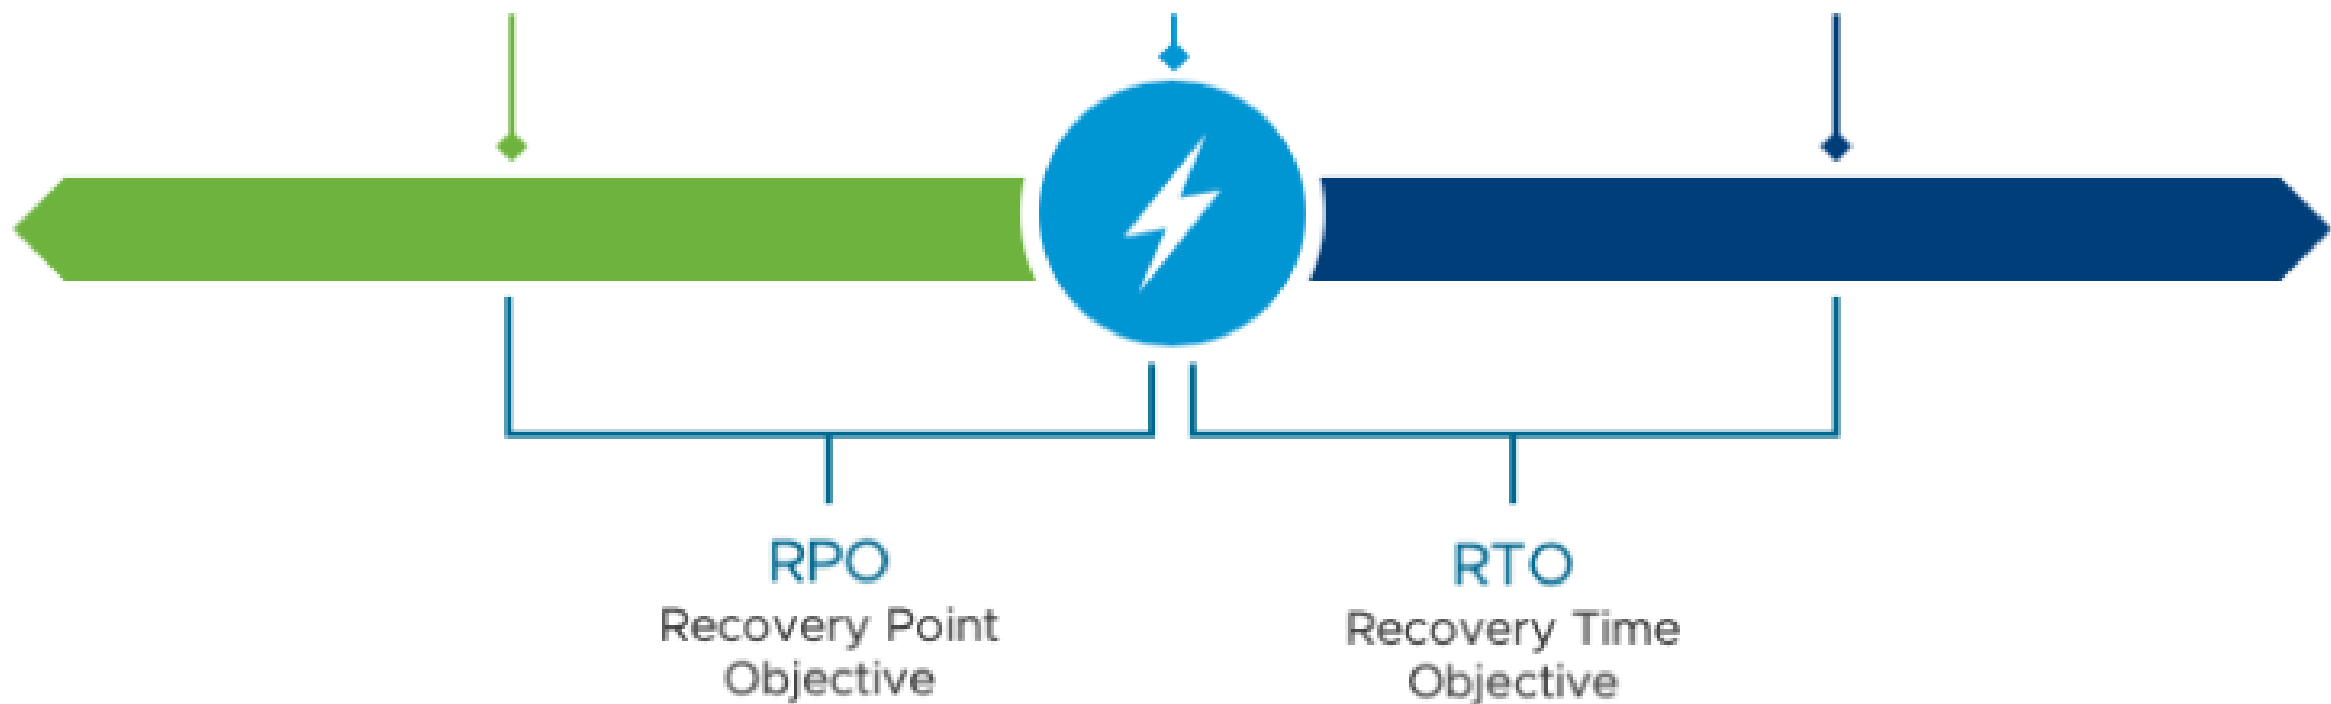 RPO
Recovery Point
Objective
RTO
Recovery Time
Objective